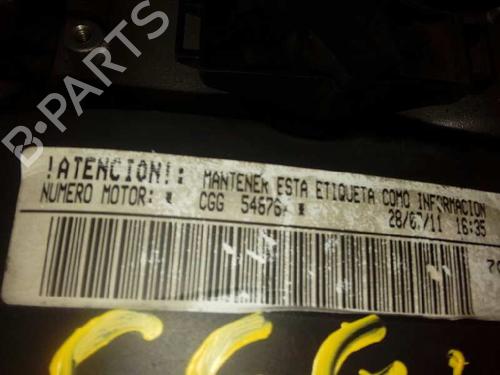 B-PARTS
!ATENCION!: MANTENER ESTA ETIQUETA COMO INFORMACION
NUMERO MOTOR: * CGG 54676 * 28/07/11 16:35